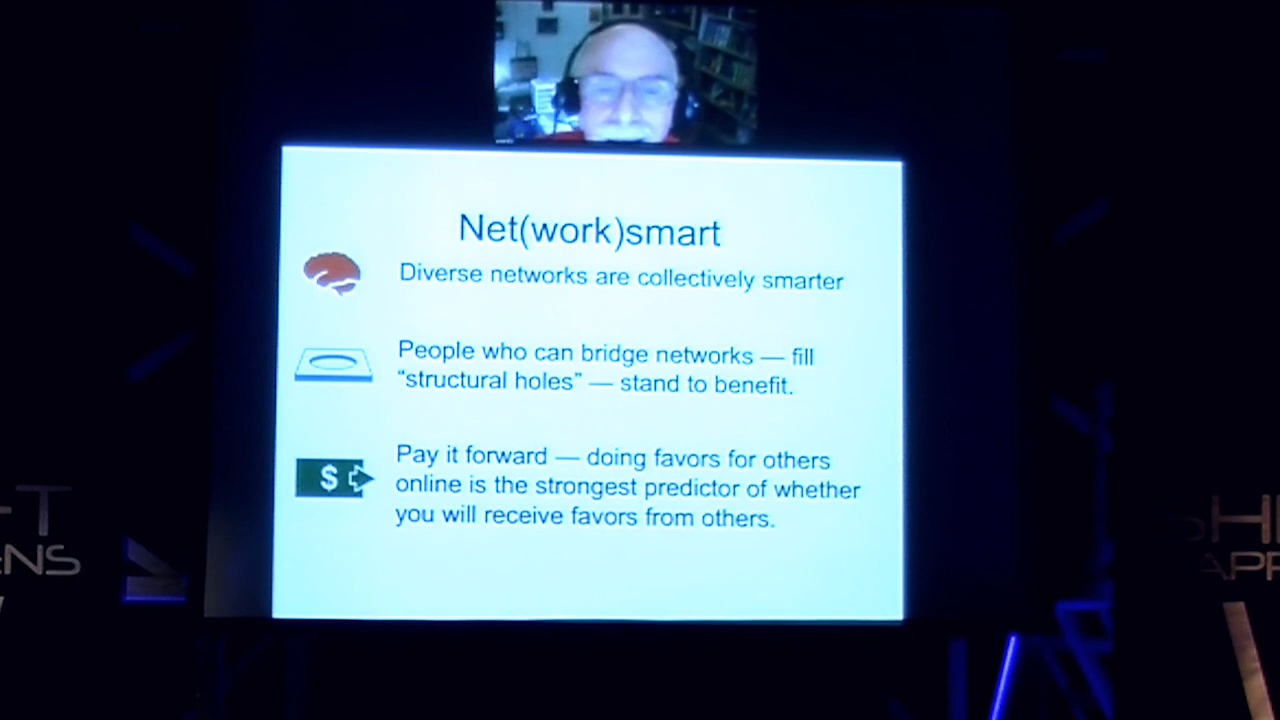 Net(work)smart
Diverse networks are collectively smarter
People who can bridge networks — fill
“structural holes” — stand to benefit.
$
Pay it forward — doing favors for others
online is the strongest predictor of whether
you will receive favors from others.